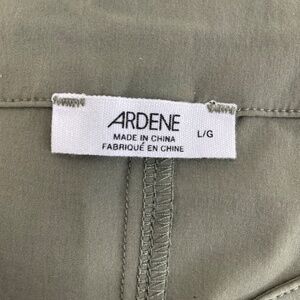 ARDENE
MADE IN CHINA
FABRIQUÉ EN CHINE
L/G